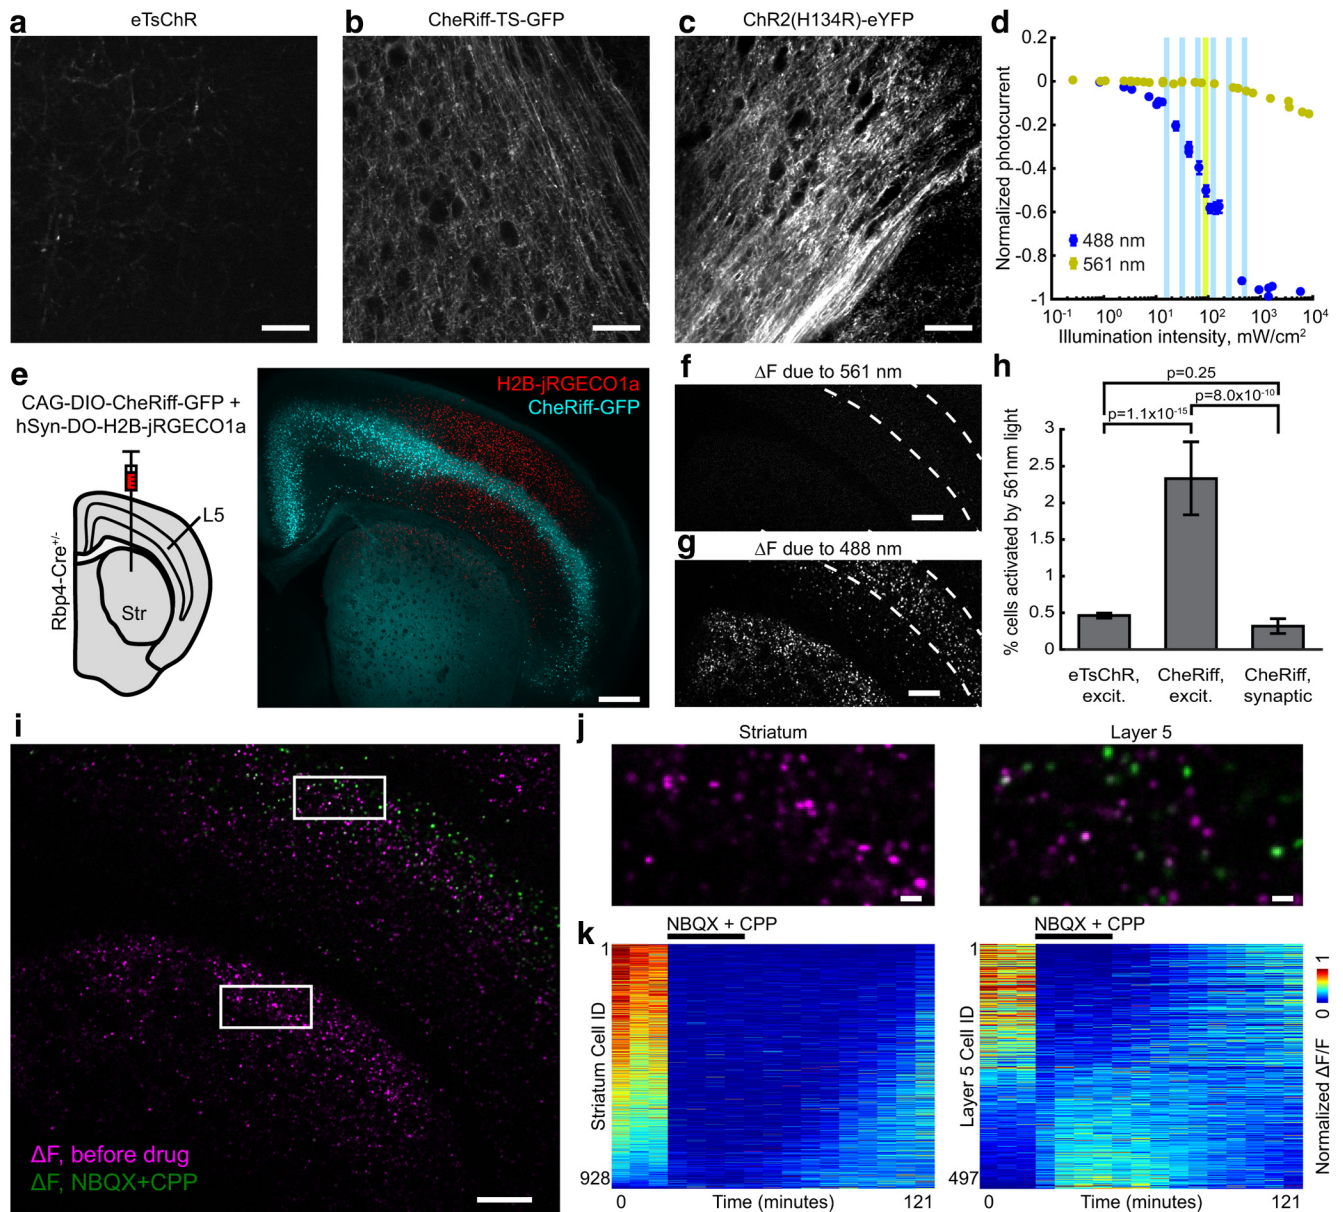 a
eTsChR
b
CheRiff-TS-GFP
c
ChR2(H134R)-eYFP
d
Normalized photocurrent
0.2
0
-0.2
-0.4
-0.6
-0.8
-1
488 nm
561 nm
10⁻¹
10⁰
10¹
10²
10³
10⁴
Illumination intensity, mW/cm²
e
CAG-DIO-CheRiff-GFP +
hSyn-DO-H2B-jRGECO1a
Rbp4-Cre⁺/⁻
L5
Str
H2B-jRGECO1a
CheRiff-GFP
f
ΔF due to 561 nm
g
ΔF due to 488 nm
h
p=0.25
p=8.0x10⁻¹⁰
p=1.1x10⁻¹⁵
% cells activated by 561nm light
3
2.5
2
1.5
1
0.5
0
eTsChR,
excit.
CheRiff,
excit.
CheRiff,
synaptic
i
ΔF, before drug
ΔF, NBQX+CPP
j
Striatum
Layer 5
k
NBQX + CPP
1
Striatum Cell ID
928
0
Time (minutes)
121
NBQX + CPP
1
Layer 5 Cell ID
497
0
Time (minutes)
121
1
0
Normalized ΔF/F